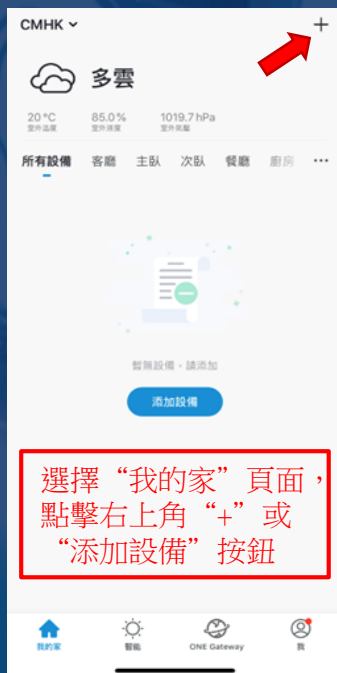 CMHK
多雲
20°C 85.0% 1019.7 hPa
室外溫度 室外濕度 室外氣壓
所有設備 客廳 主臥 次臥 餐廳 廚房 ...
暫無設備，請添加
添加設備
選擇“我的家”頁面，
點擊右上角“+”或
“添加設備”按鈕
我的家 智能 ONE Gateway 我